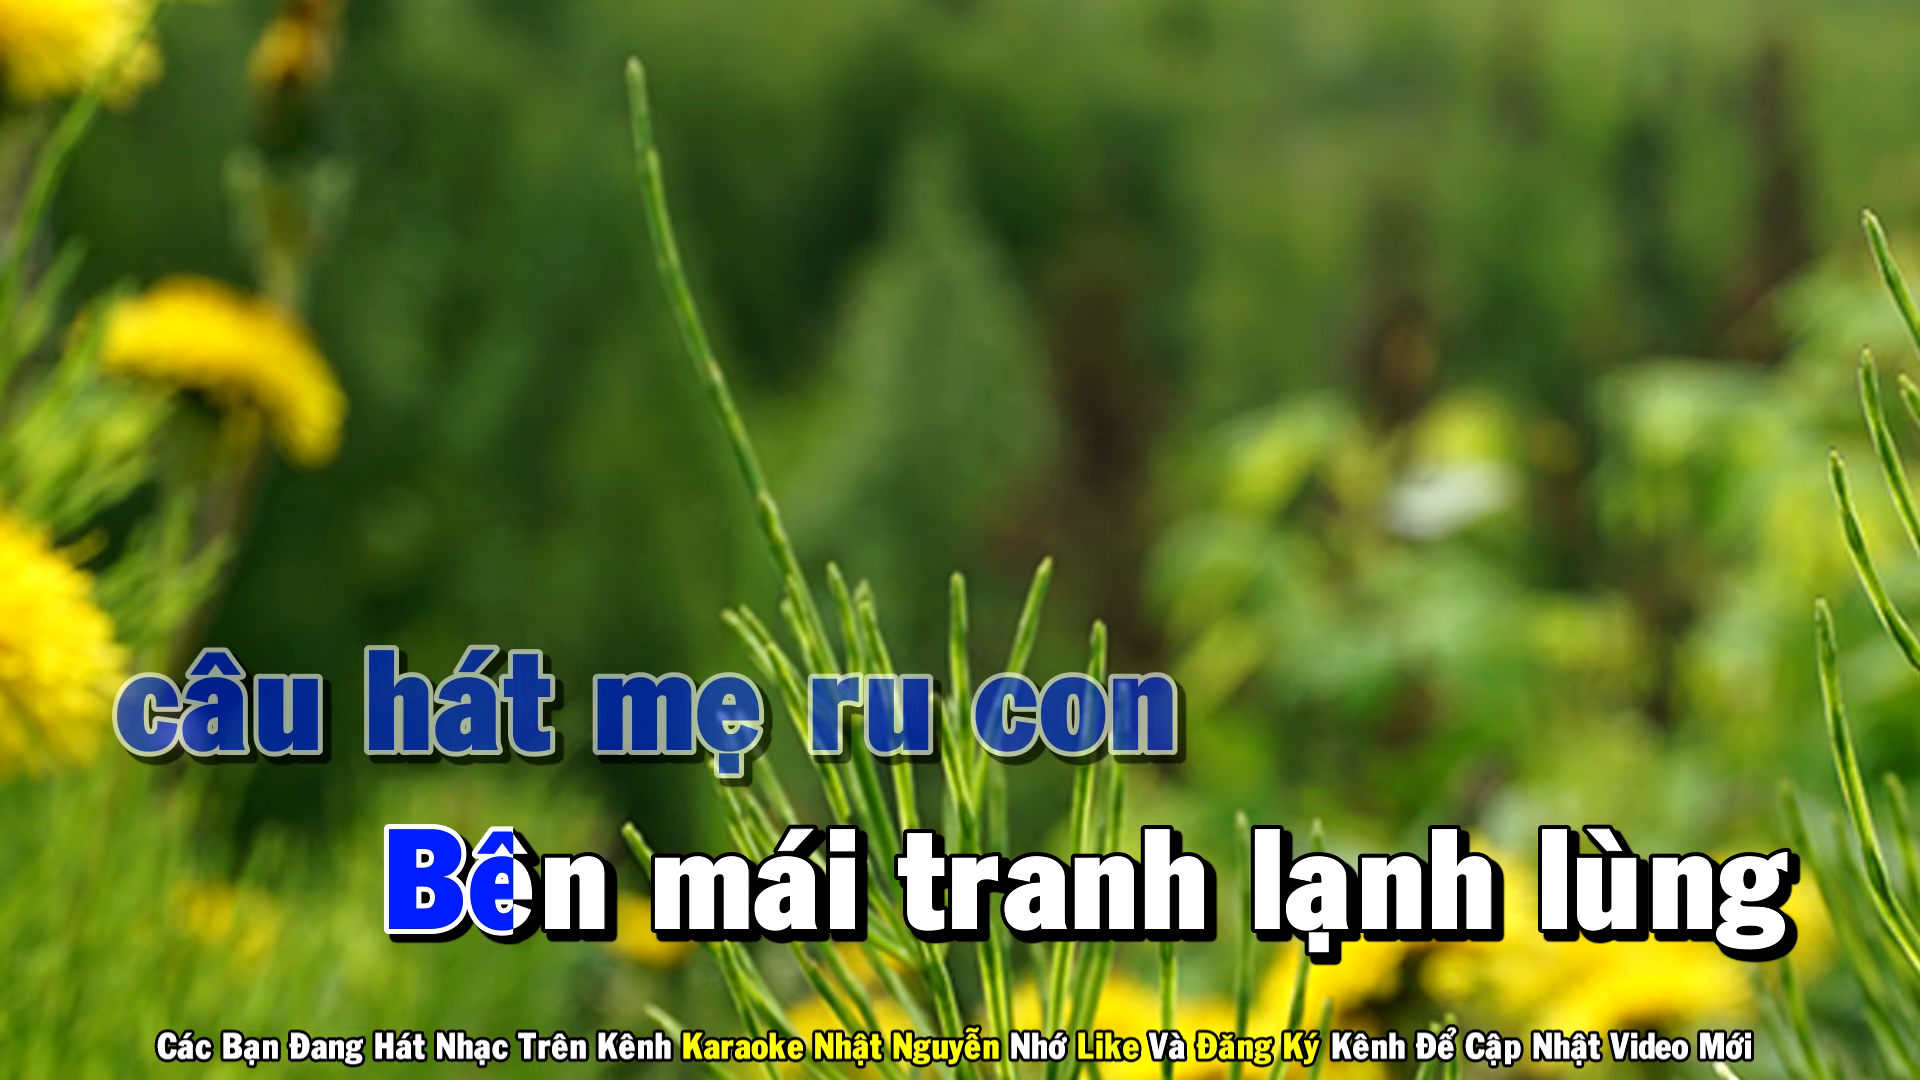 câu hát mẹ ru con
Bên mái tranh lạnh lùng
Các Bạn Đang Hát Nhạc Trên Kênh Karaoke Nhật Nguyễn Nhớ Like Và Đăng Ký Kênh Để Cập Nhật Video Mới